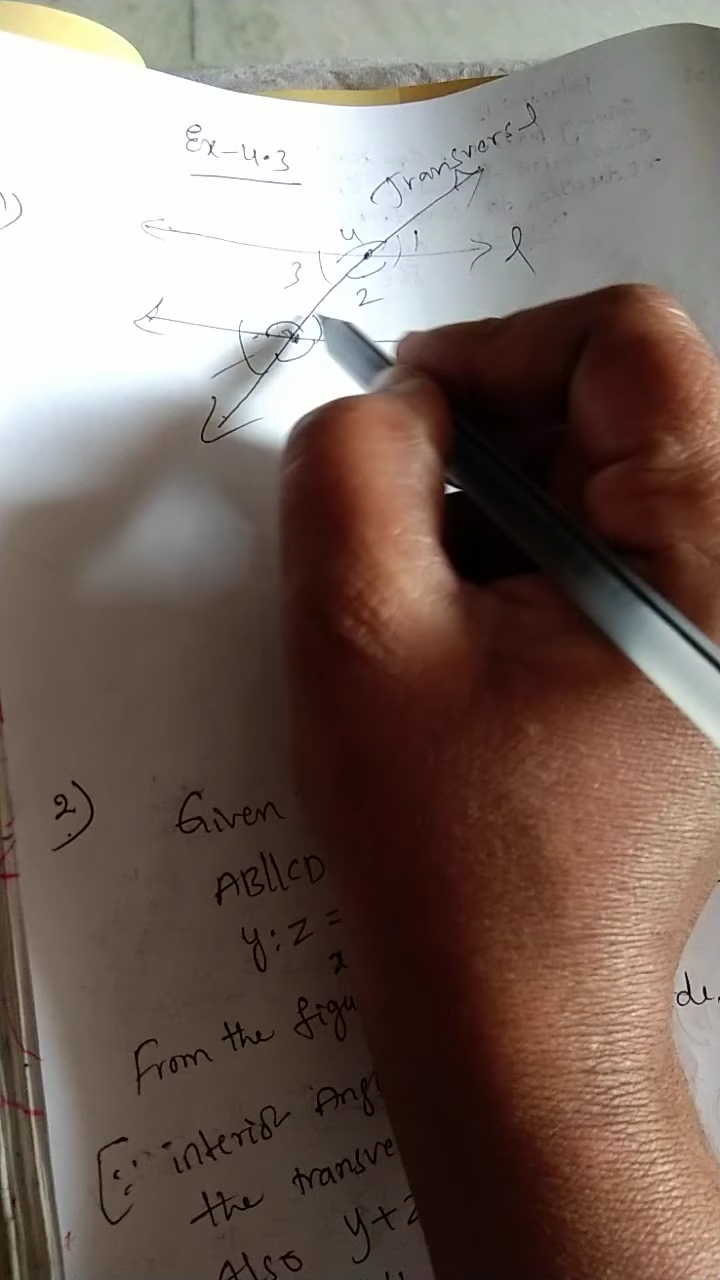 Ex-4.3
1)
Transversal
4
1
l
3
2
2)
Given
AB||CD
y:z=
x
From the figu
de,
[∵ interior Ang
the transve
Also y+z